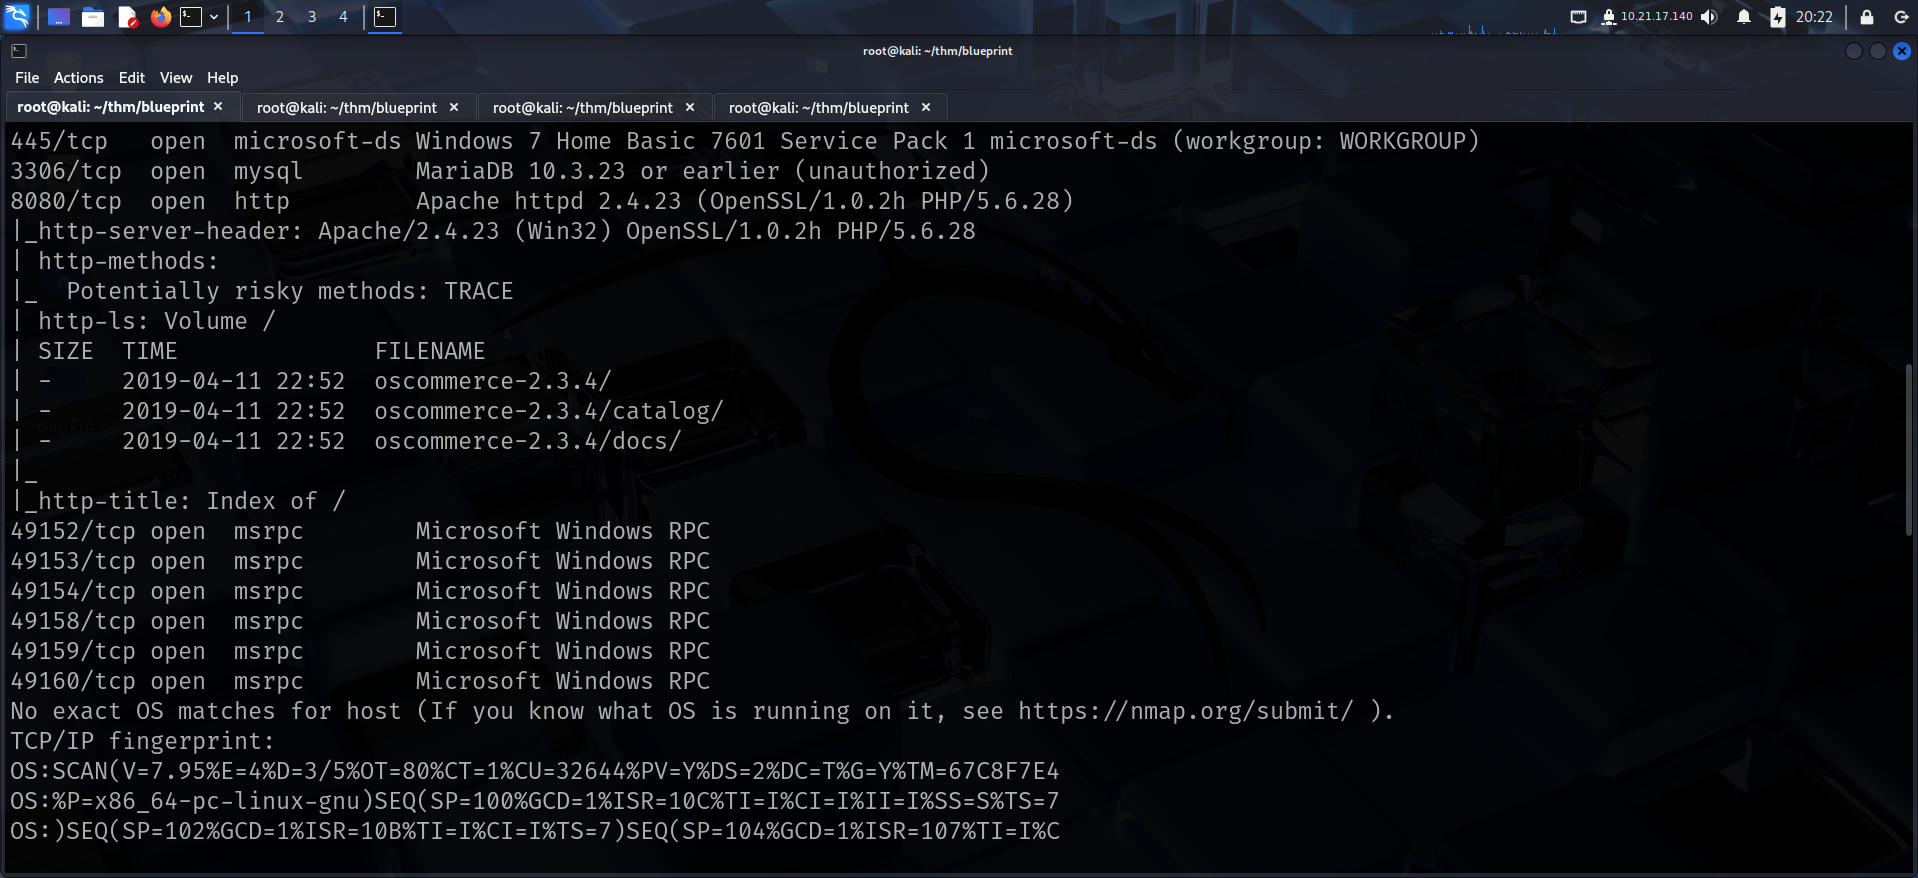 1 2 3 4
10.21.17.140 20:22
root@kali: ~/thm/blueprint
File Actions Edit View Help
root@kali: ~/thm/blueprint × root@kali: ~/thm/blueprint × root@kali: ~/thm/blueprint × root@kali: ~/thm/blueprint ×
445/tcp   open  microsoft-ds Windows 7 Home Basic 7601 Service Pack 1 microsoft-ds (workgroup: WORKGROUP)
3306/tcp  open  mysql        MariaDB 10.3.23 or earlier (unauthorized)
8080/tcp  open  http         Apache httpd 2.4.23 (OpenSSL/1.0.2h PHP/5.6.28)
|_http-server-header: Apache/2.4.23 (Win32) OpenSSL/1.0.2h PHP/5.6.28
| http-methods:
|_  Potentially risky methods: TRACE
| http-ls: Volume /
| SIZE  TIME              FILENAME
| -     2019-04-11 22:52  oscommerce-2.3.4/
| -     2019-04-11 22:52  oscommerce-2.3.4/catalog/
| -     2019-04-11 22:52  oscommerce-2.3.4/docs/
|_
|_http-title: Index of /
49152/tcp open  msrpc        Microsoft Windows RPC
49153/tcp open  msrpc        Microsoft Windows RPC
49154/tcp open  msrpc        Microsoft Windows RPC
49158/tcp open  msrpc        Microsoft Windows RPC
49159/tcp open  msrpc        Microsoft Windows RPC
49160/tcp open  msrpc        Microsoft Windows RPC
No exact OS matches for host (If you know what OS is running on it, see https://nmap.org/submit/ ).
TCP/IP fingerprint:
OS:SCAN(V=7.95%E=4%D=3/5%OT=80%CT=1%CU=32644%PV=Y%DS=2%DC=T%G=Y%TM=67C8F7E4
OS:%P=x86_64-pc-linux-gnu)SEQ(SP=100%GCD=1%ISR=10C%TI=I%CI=I%II=I%SS=S%TS=7
OS:)SEQ(SP=102%GCD=1%ISR=10B%TI=I%CI=I%TS=7)SEQ(SP=104%GCD=1%ISR=107%TI=I%C